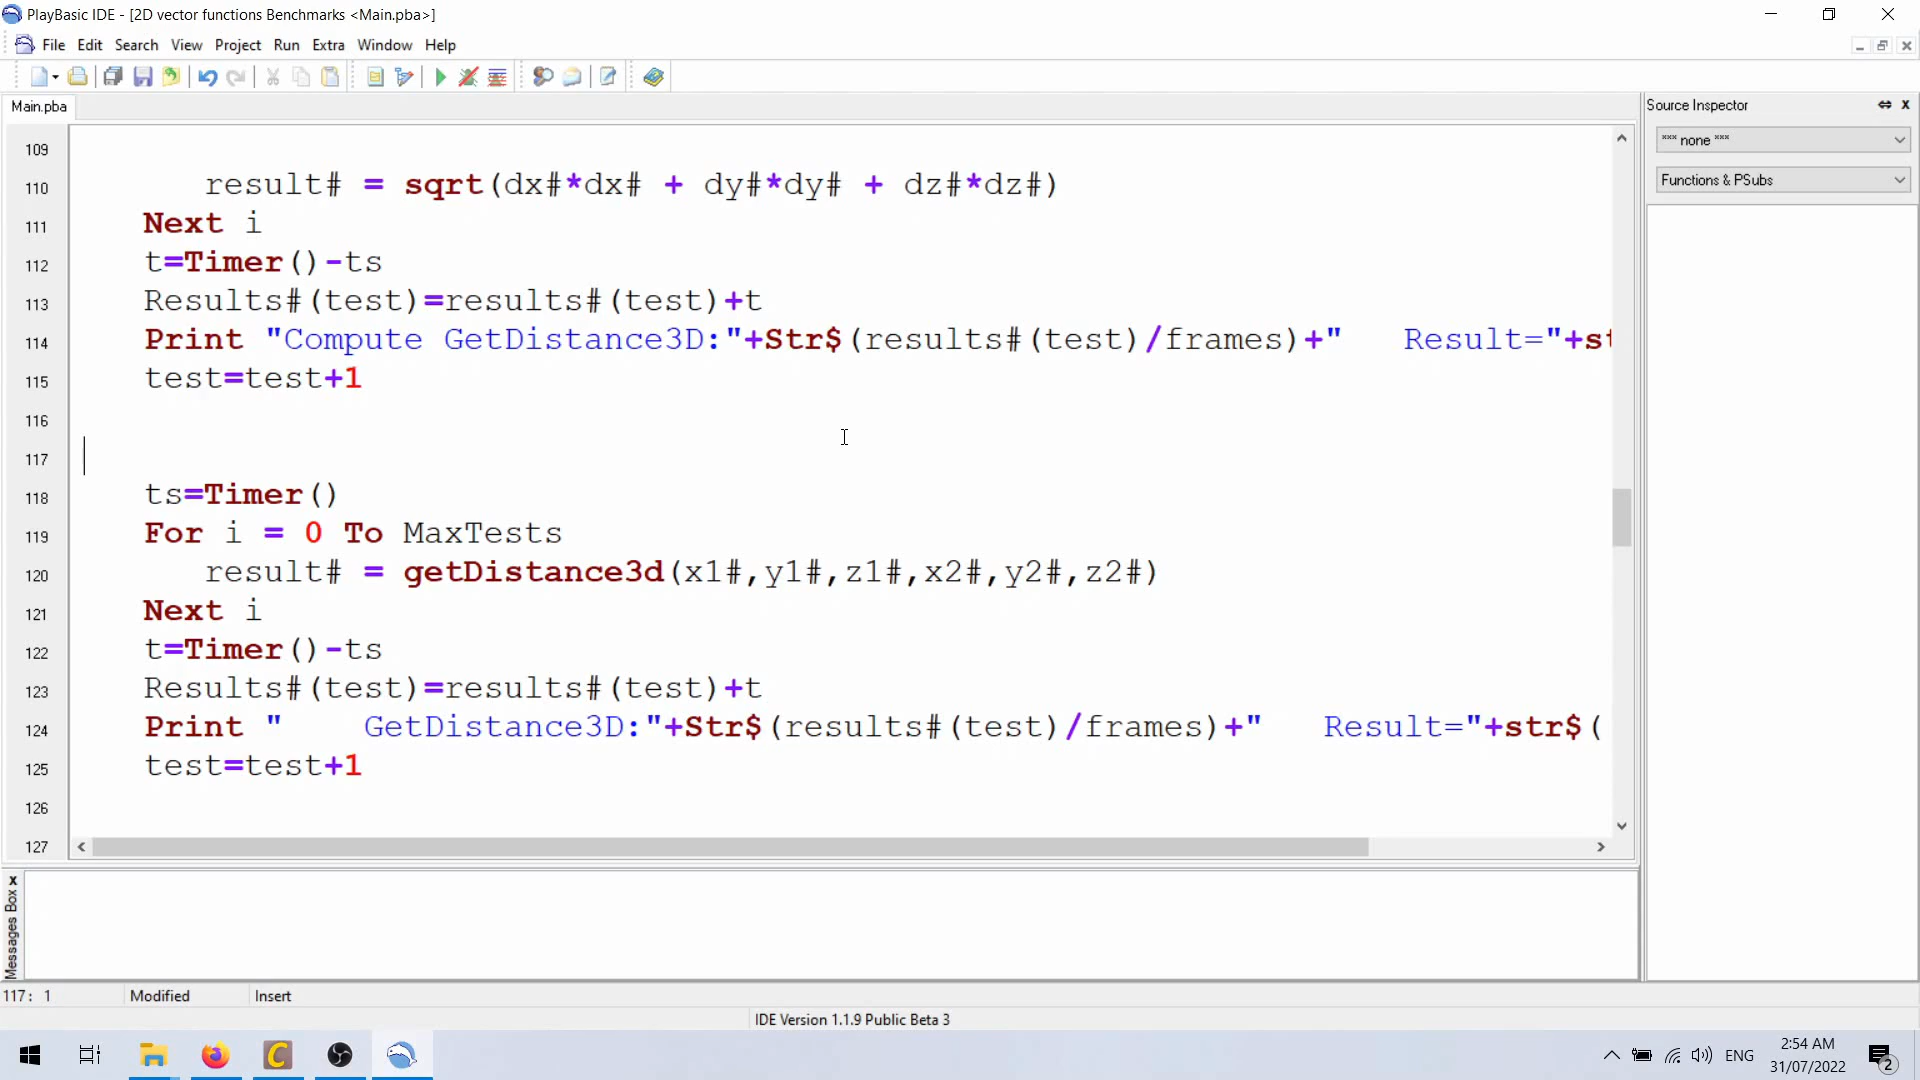 PlayBasic IDE - [2D vector functions Benchmarks <Main.pba>]
File Edit Search View Project Run Extra Window Help
Main.pba
Source Inspector x
*** none ***
Functions & PSubs
109
110 result# = sqrt(dx#*dx# + dy#*dy# + dz#*dz#)
111 Next i
112 t=Timer()-ts
113 Results#(test)=results#(test)+t
114 Print "Compute GetDistance3D:"+Str$(results#(test)/frames)+" Result="+st
115 test=test+1
116
117
118 ts=Timer()
119 For i = 0 To MaxTests
120 result# = getDistance3d(x1#,y1#,z1#,x2#,y2#,z2#)
121 Next i
122 t=Timer()-ts
123 Results#(test)=results#(test)+t
124 Print " GetDistance3D:"+Str$(results#(test)/frames)+" Result="+str$(
125 test=test+1
126
127
x
Messages Box
117: 1 Modified Insert
IDE Version 1.1.9 Public Beta 3
C
ENG
2:54 AM
31/07/2022
2